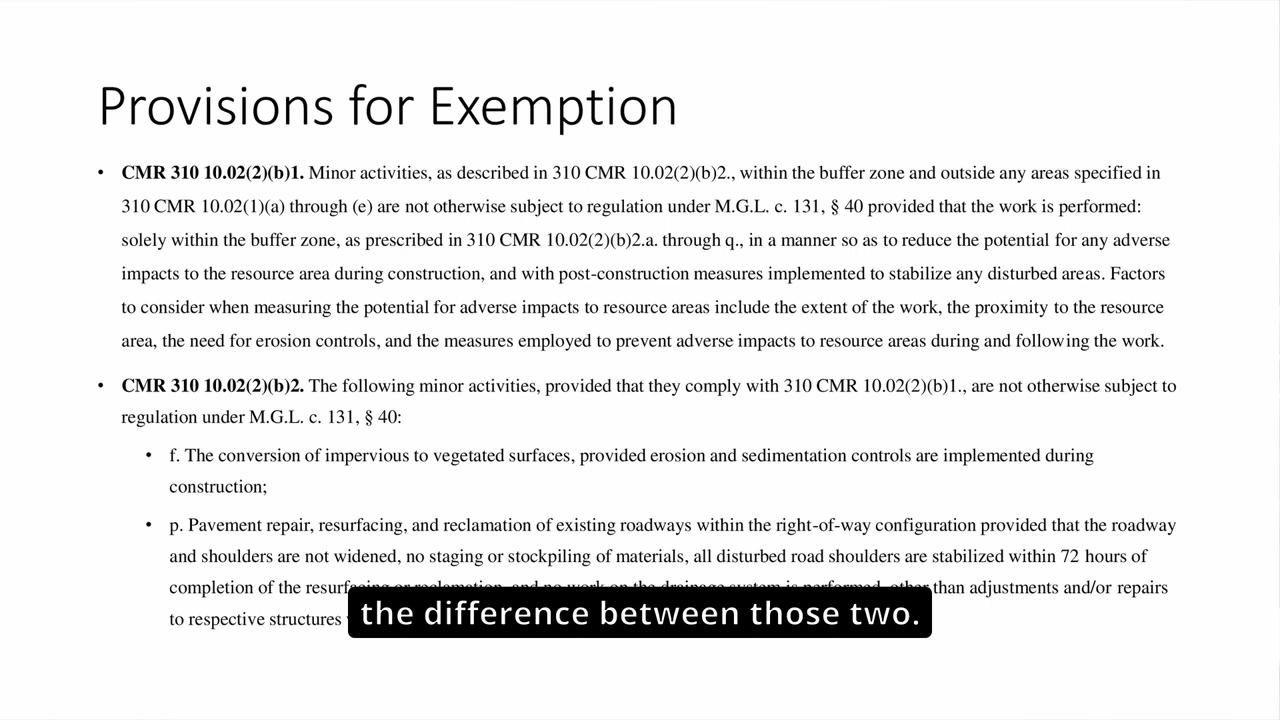 Provisions for Exemption
• CMR 310 10.02(2)(b)1. Minor activities, as described in 310 CMR 10.02(2)(b)2., within the buffer zone and outside any areas specified in
310 CMR 10.02(1)(a) through (e) are not otherwise subject to regulation under M.G.L. c. 131, § 40 provided that the work is performed:
solely within the buffer zone, as prescribed in 310 CMR 10.02(2)(b)2.a. through q., in a manner so as to reduce the potential for any adverse
impacts to the resource area during construction, and with post-construction measures implemented to stabilize any disturbed areas. Factors
to consider when measuring the potential for adverse impacts to resource areas include the extent of the work, the proximity to the resource
area, the need for erosion controls, and the measures employed to prevent adverse impacts to resource areas during and following the work.
• CMR 310 10.02(2)(b)2. The following minor activities, provided that they comply with 310 CMR 10.02(2)(b)1., are not otherwise subject to
regulation under M.G.L. c. 131, § 40:
• f. The conversion of impervious to vegetated surfaces, provided erosion and sedimentation controls are implemented during
construction;
• p. Pavement repair, resurfacing, and reclamation of existing roadways within the right-of-way configuration provided that the roadway
and shoulders are not widened, no staging or stockpiling of materials, all disturbed road shoulders are stabilized within 72 hours of
completion of the resurfacing or reclamation, and no work on the drainage system is performed, other than adjustments and/or repairs
to respective structures
the difference between those two.